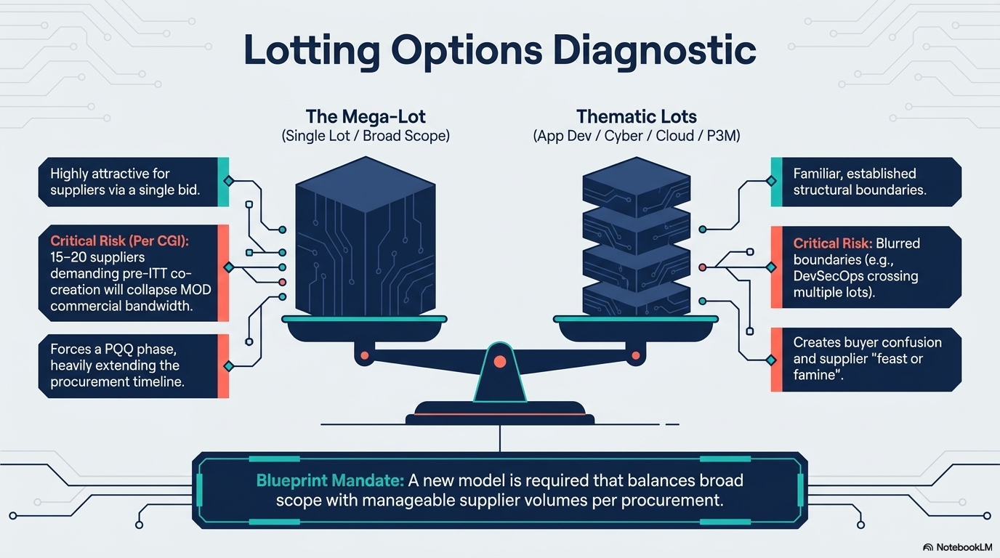 Lotting Options Diagnostic
The Mega-Lot
(Single Lot / Broad Scope)
Highly attractive for
suppliers via a single bid.
Critical Risk (Per CGI):
15–20 suppliers
demanding pre-ITT co-
creation will collapse MOD
commercial bandwidth.
Forces a PQQ phase,
heavily extending the
procurement timeline.
Thematic Lots
(App Dev / Cyber / Cloud / P3M)
Familiar, established
structural boundaries.
Critical Risk: Blurred
boundaries (e.g.,
DevSecOps crossing
multiple lots).
Creates buyer confusion
and supplier "feast or
famine".
Blueprint Mandate: A new model is required that balances broad
scope with manageable supplier volumes per procurement.
NotebookLM